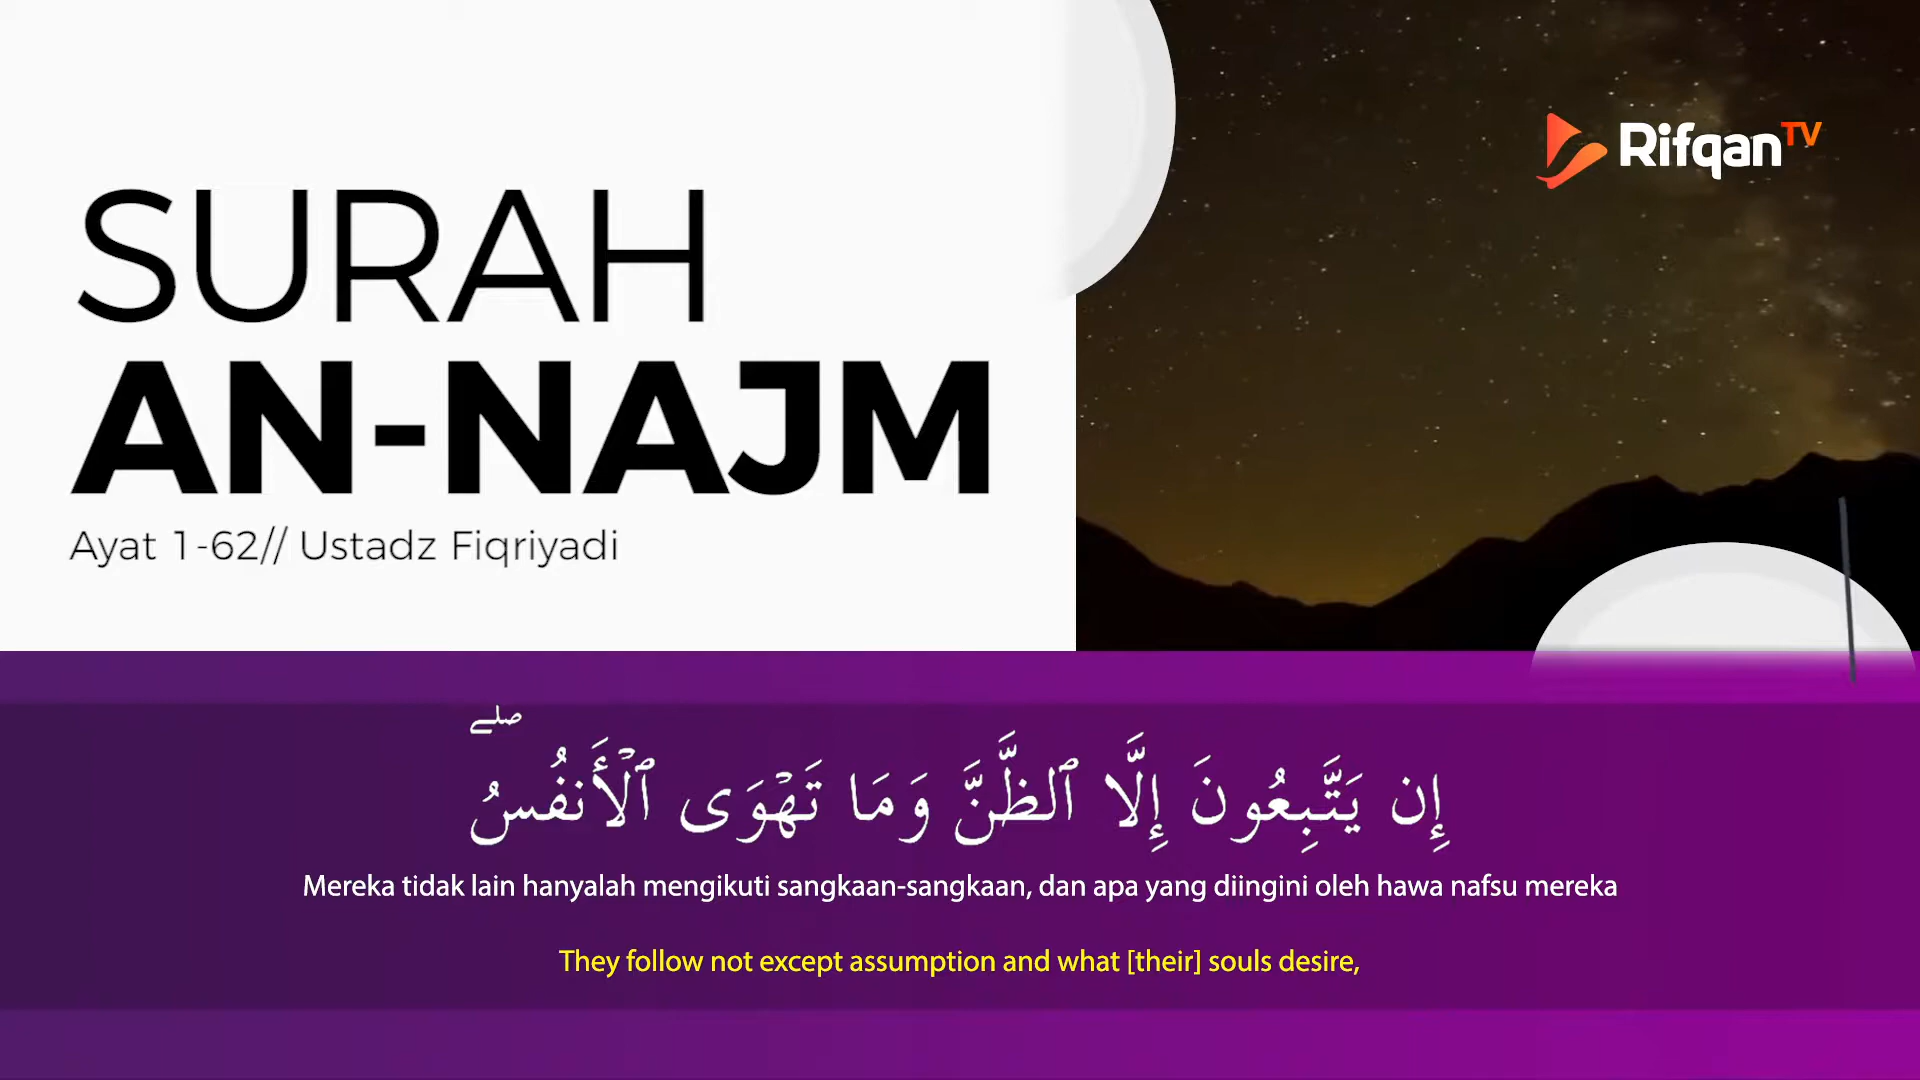 SURAH
AN-NAJM
Ayat 1-62// Ustadz Fiqriyadi
Rifqan TV
إِن يَتَّبِعُونَ إِلَّا ٱلظَّنَّ وَمَا تَهْوَى ٱلْأَنفُسُ ۖ
Mereka tidak lain hanyalah mengikuti sangkaan-sangkaan, dan apa yang diingini oleh hawa nafsu mereka
They follow not except assumption and what [their] souls desire,